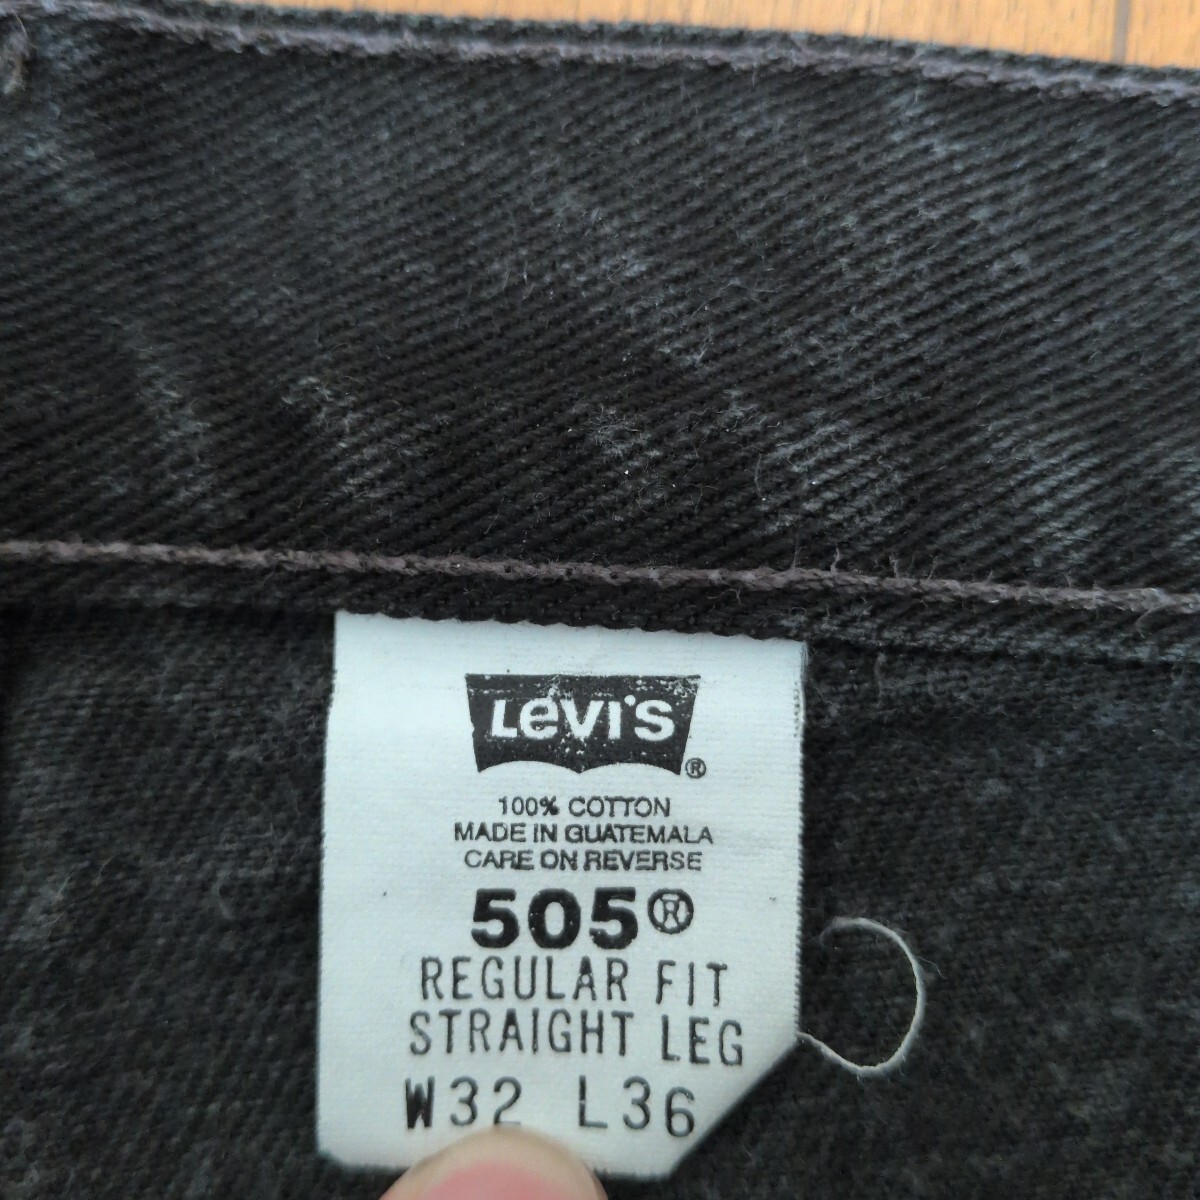 LEVI'S ®
100% COTTON
MADE IN GUATEMALA
CARE ON REVERSE
505®
REGULAR FIT
STRAIGHT LEG
W32 L36